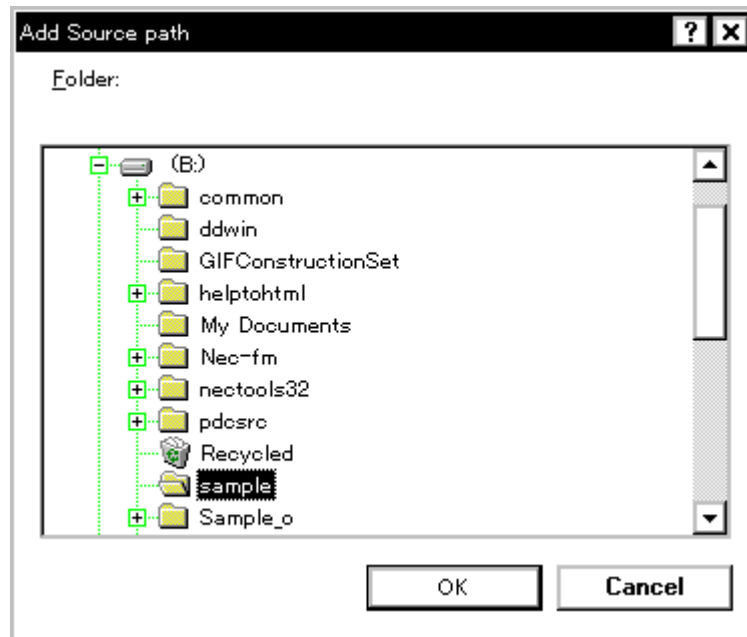 Add Source path
Folder:
(B:)
common
ddwin
GIFConstructionSet
helptohtml
My Documents
Nec-fm
nectools32
pdcsrc
Recycled
sample
Sample_o
OK
Cancel